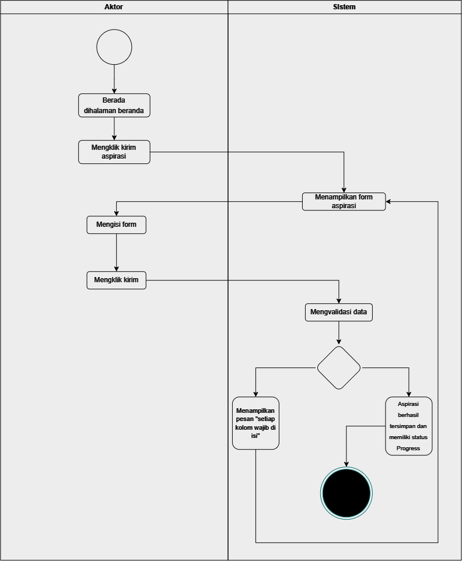 Aktor
Sistem
Berada
dihalaman beranda
Mengklik kirim
aspirasi
Menampilkan form
aspirasi
Mengisi form
Mengklik kirim
Mengvalidasi data
Menampilkan
pesan "setiap
kolom wajib di
isi"
Aspirasi
berhasil
tersimpan dan
memiliki status
Progress